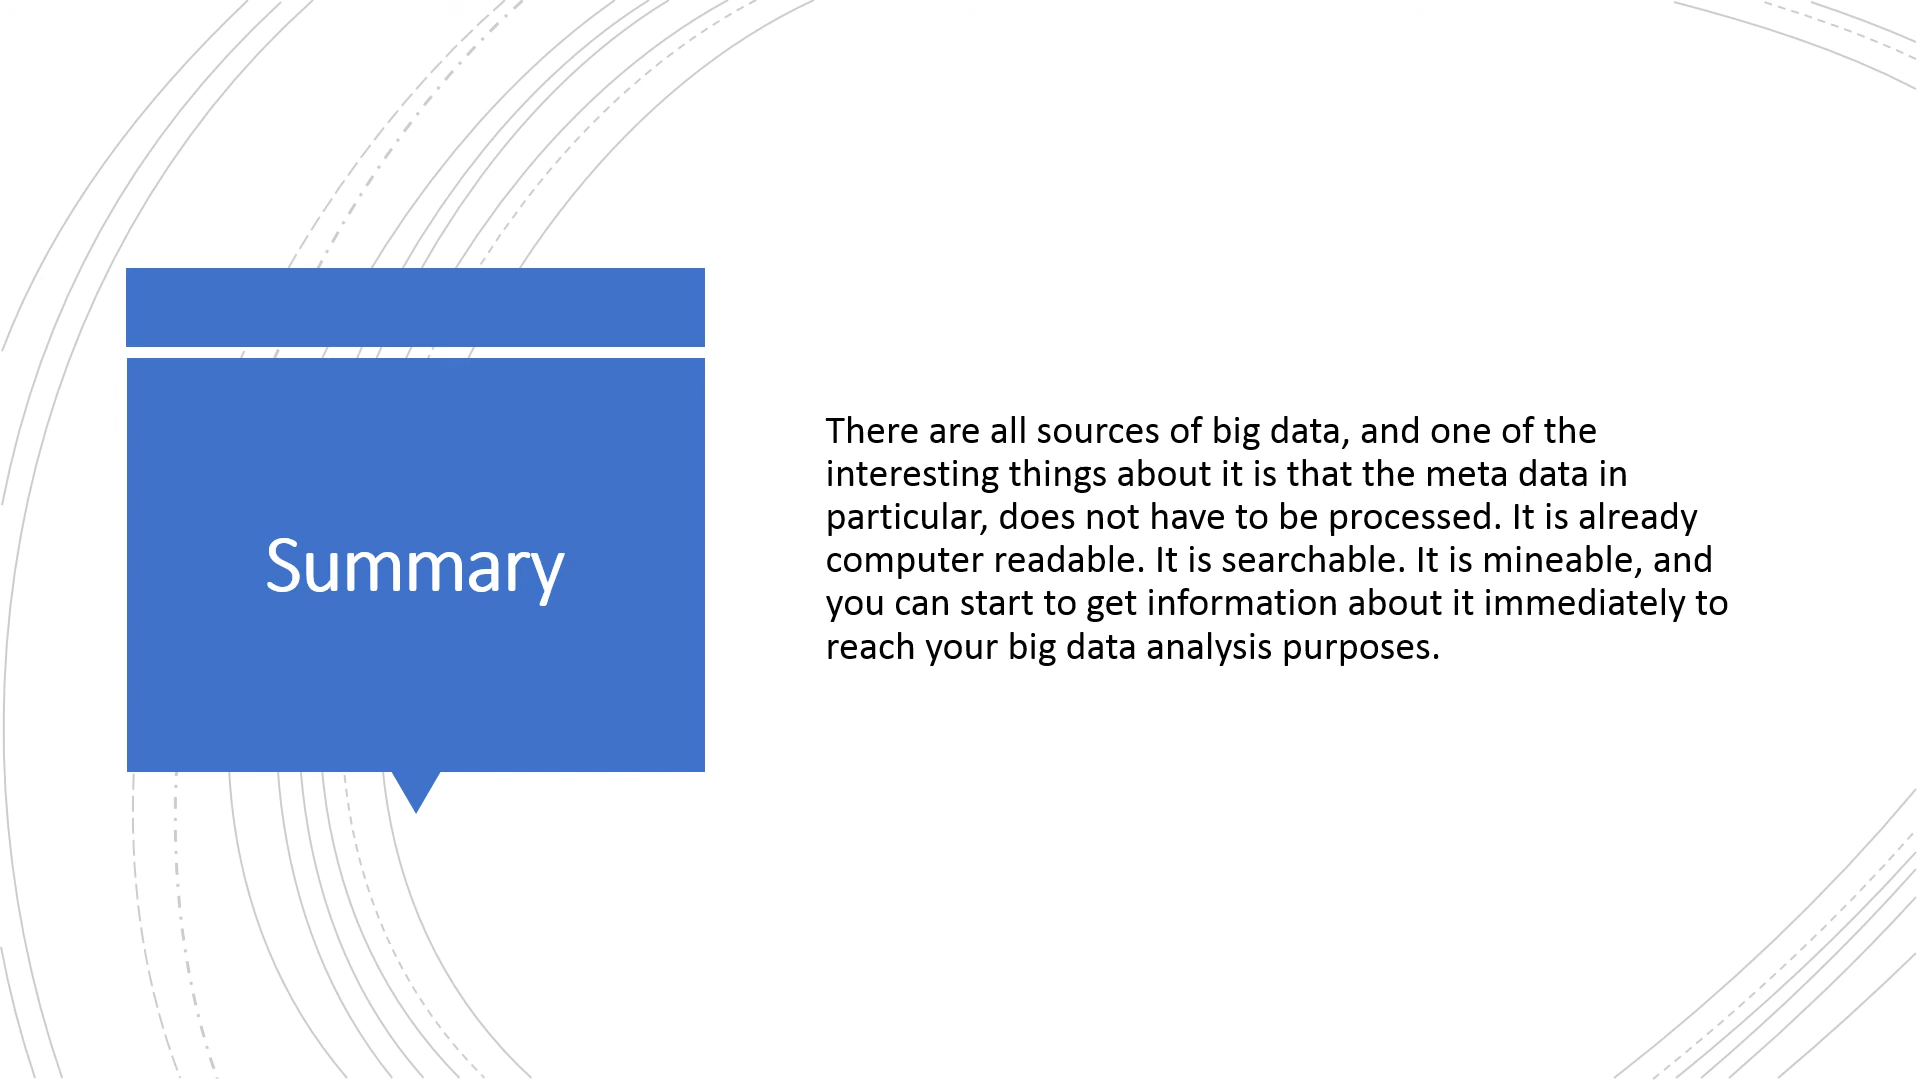 Summary
There are all sources of big data, and one of the
interesting things about it is that the meta data in
particular, does not have to be processed. It is already
computer readable. It is searchable. It is mineable, and
you can start to get information about it immediately to
reach your big data analysis purposes.